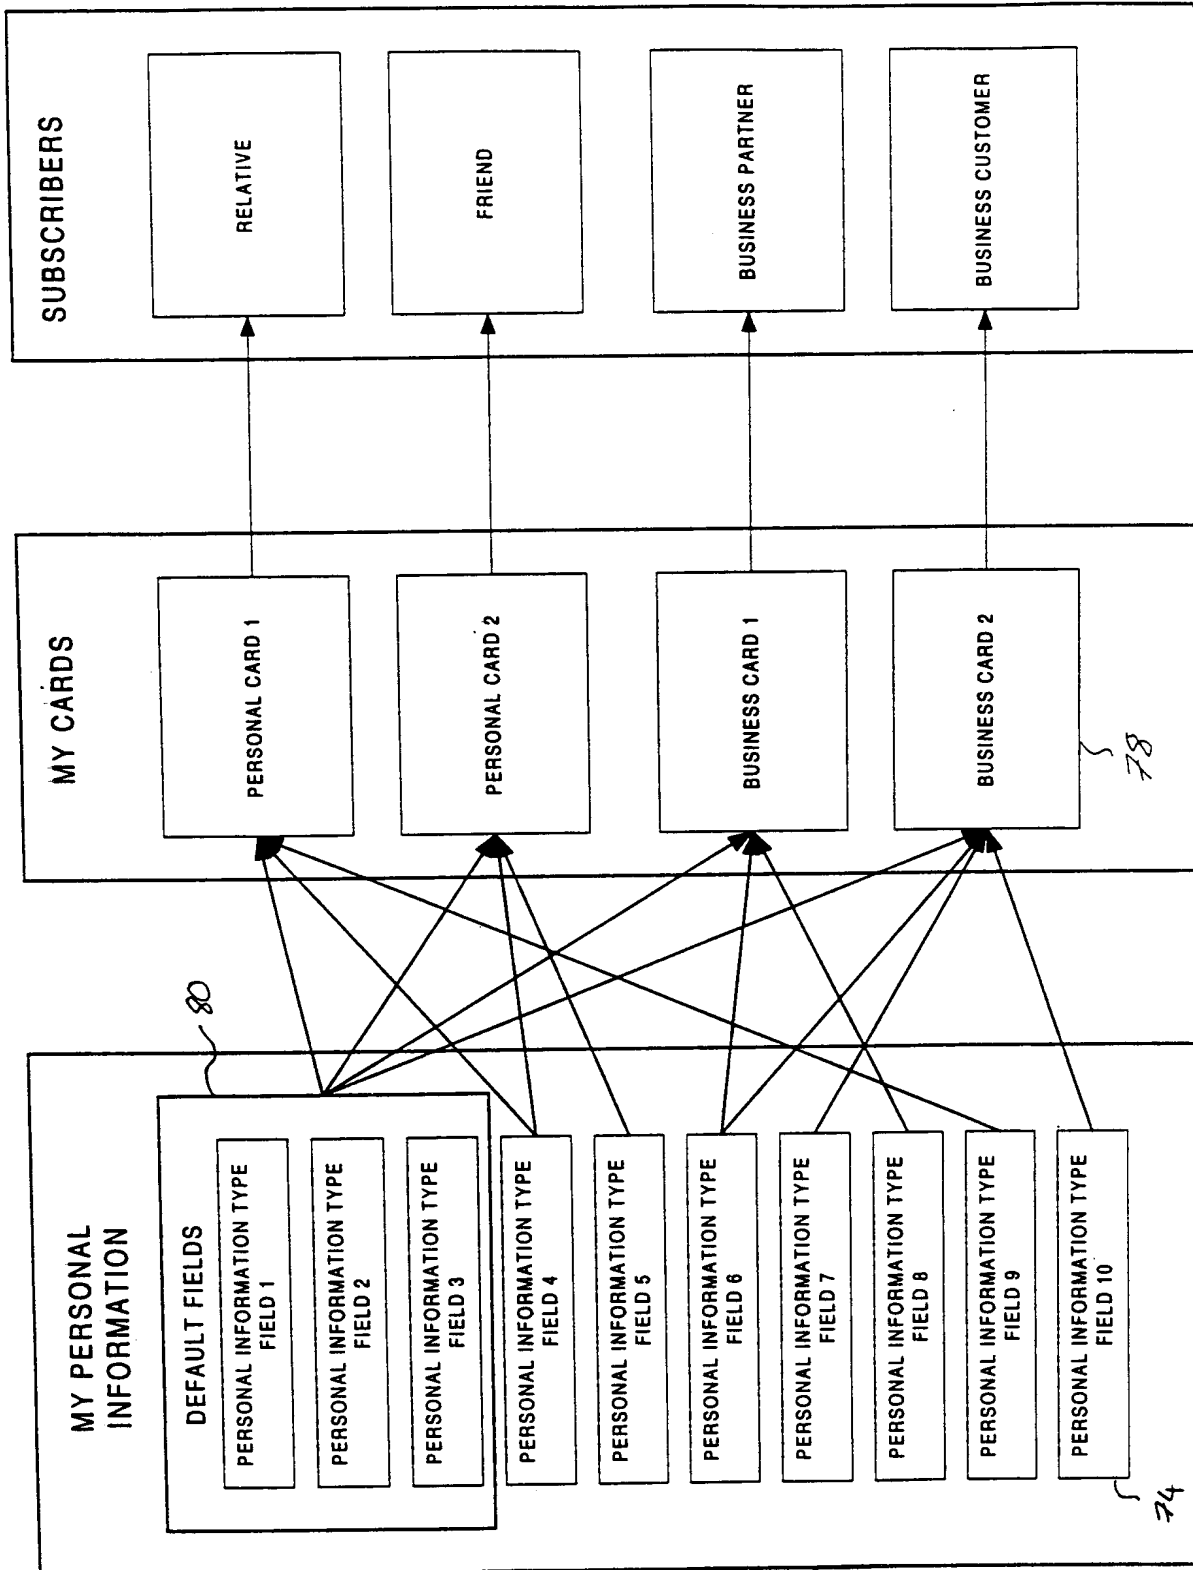 MY PERSONAL
INFORMATION
DEFAULT FIELDS
PERSONAL INFORMATION TYPE
FIELD 1
PERSONAL INFORMATION TYPE
FIELD 2
PERSONAL INFORMATION TYPE
FIELD 3
PERSONAL INFORMATION TYPE
FIELD 4
PERSONAL INFORMATION TYPE
FIELD 5
PERSONAL INFORMATION TYPE
FIELD 6
PERSONAL INFORMATION TYPE
FIELD 7
PERSONAL INFORMATION TYPE
FIELD 8
PERSONAL INFORMATION TYPE
FIELD 9
PERSONAL INFORMATION TYPE
FIELD 10
74
80
MY CARDS
PERSONAL CARD 1
PERSONAL CARD 2
BUSINESS CARD 1
BUSINESS CARD 2
78
SUBSCRIBERS
RELATIVE
FRIEND
BUSINESS PARTNER
BUSINESS CUSTOMER